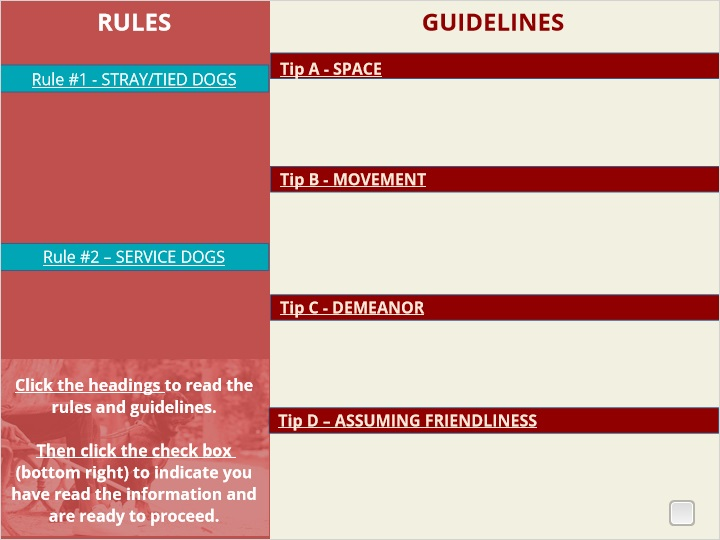 RULES
Rule #1 - STRAY/TIED DOGS
Rule #2 – SERVICE DOGS
Click the headings to read the
rules and guidelines.
Then click the check box
(bottom right) to indicate you
have read the information and
are ready to proceed.
GUIDELINES
Tip A - SPACE
Tip B - MOVEMENT
Tip C - DEMEANOR
Tip D – ASSUMING FRIENDLINESS